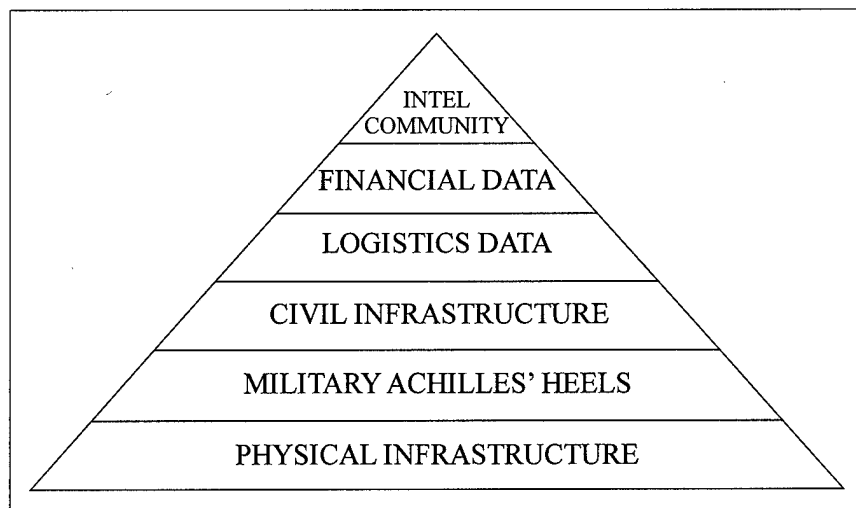 INTEL
COMMUNITY
FINANCIAL DATA
LOGISTICS DATA
CIVIL INFRASTRUCTURE
MILITARY ACHILLES' HEELS
PHYSICAL INFRASTRUCTURE